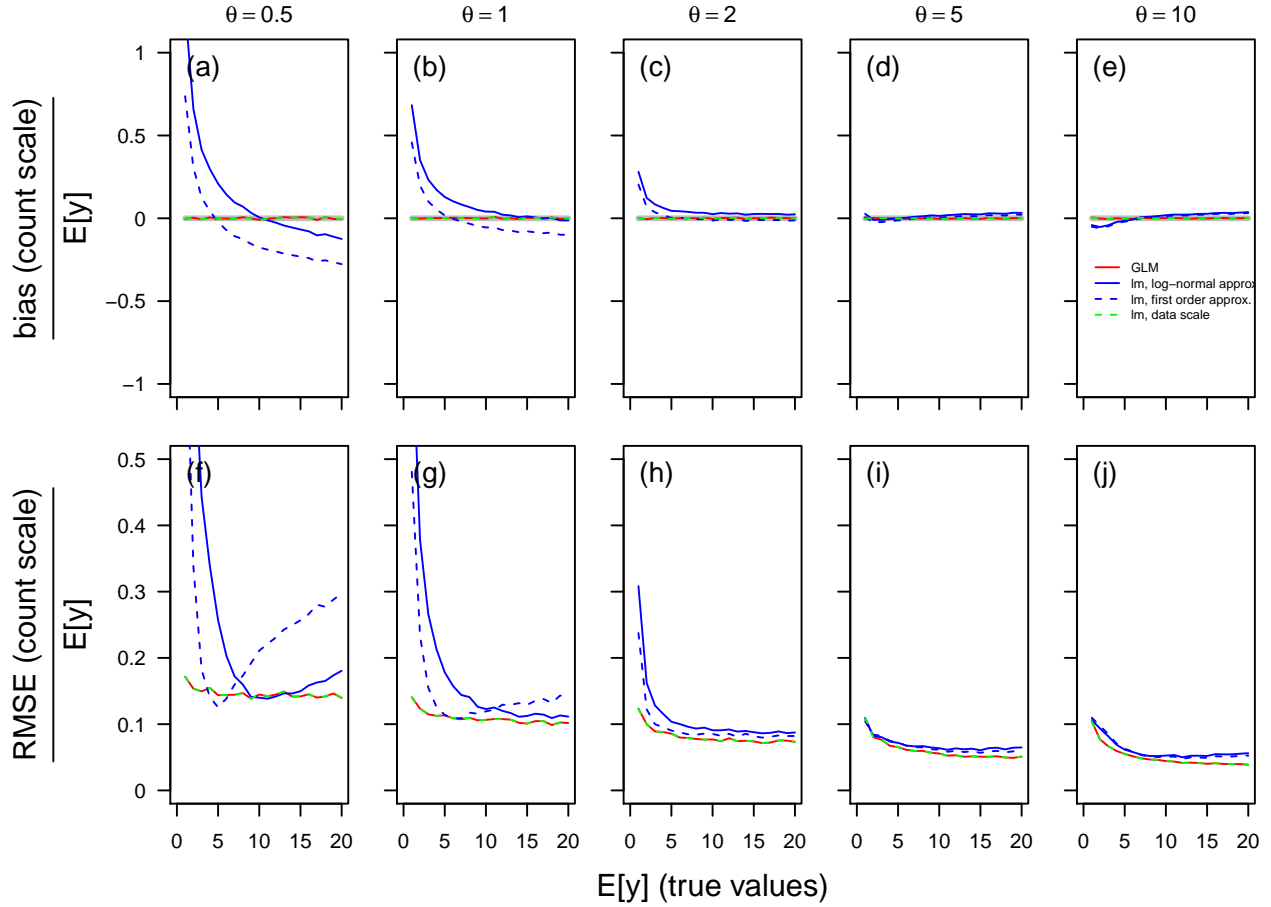 θ = 0.5
θ = 1
θ = 2
θ = 5
θ = 10
bias (count scale)
E[y]
1
0.5
0
−0.5
−1
(a)
(b)
(c)
(d)
(e)
GLM
lm, log−normal approx
lm, first order approx.
lm, data scale
RMSE (count scale)
E[y]
0.5
0.4
0.3
0.2
0.1
0
(f)
(g)
(h)
(i)
(j)
0 5 10 15 20
0 5 10 15 20
0 5 10 15 20
0 5 10 15 20
0 5 10 15 20
E[y] (true values)